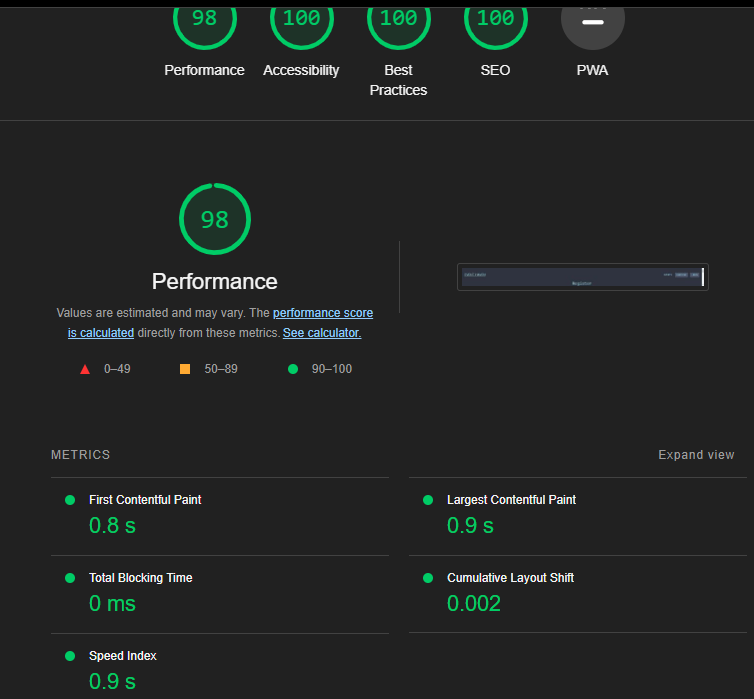 98 100 100 100
Performance Accessibility Best Practices SEO PWA
98
Performance
Values are estimated and may vary. The performance score
is calculated directly from these metrics. See calculator.
0–49 50–89 90–100
METRICS Expand view
First Contentful Paint
0.8 s
Largest Contentful Paint
0.9 s
Total Blocking Time
0 ms
Cumulative Layout Shift
0.002
Speed Index
0.9 s